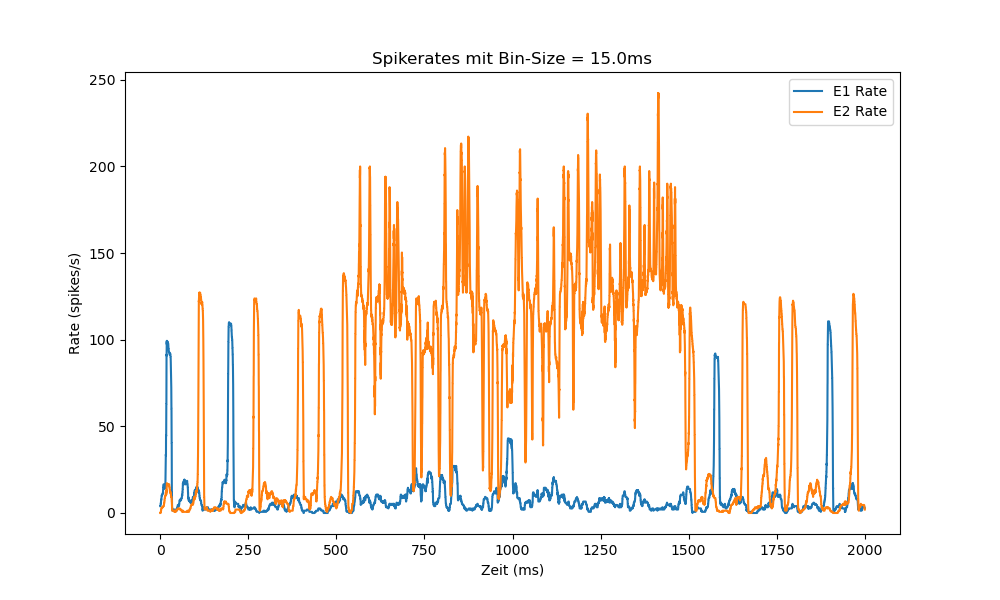 Spikerates mit Bin-Size = 15.0ms
E1 Rate
E2 Rate
250
200
150
100
50
0
Rate (spikes/s)
0 250 500 750 1000 1250 1500 1750 2000
Zeit (ms)